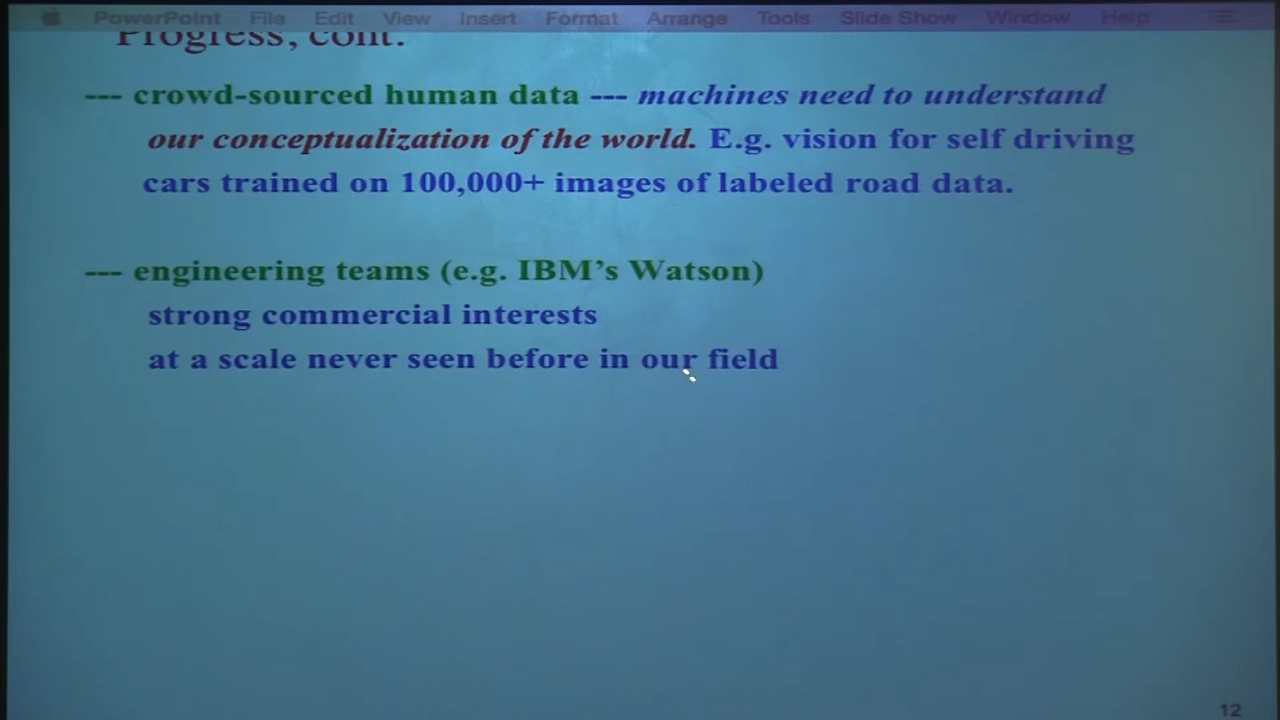 PowerPoint File Edit View Insert Format Arrange Tools Slide Show Window Help
Progress, cont.
--- crowd-sourced human data --- machines need to understand
our conceptualization of the world. E.g. vision for self driving
cars trained on 100,000+ images of labeled road data.
--- engineering teams (e.g. IBM’s Watson)
strong commercial interests
at a scale never seen before in our field
12